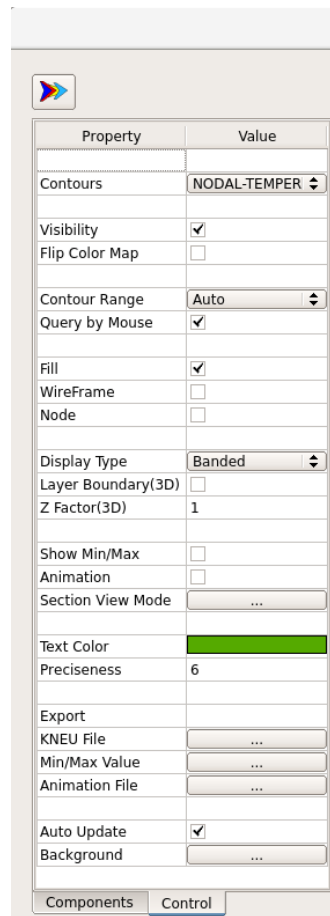 Property Value
Contours NODAL-TEMPER
Visibility
Flip Color Map
Contour Range Auto
Query by Mouse
Fill
WireFrame
Node
Display Type Banded
Layer Boundary(3D)
Z Factor(3D) 1
Show Min/Max
Animation
Section View Mode ...
Text Color
Preciseness 6
Export
KNEU File ...
Min/Max Value ...
Animation File ...
Auto Update
Background ...
Components Control